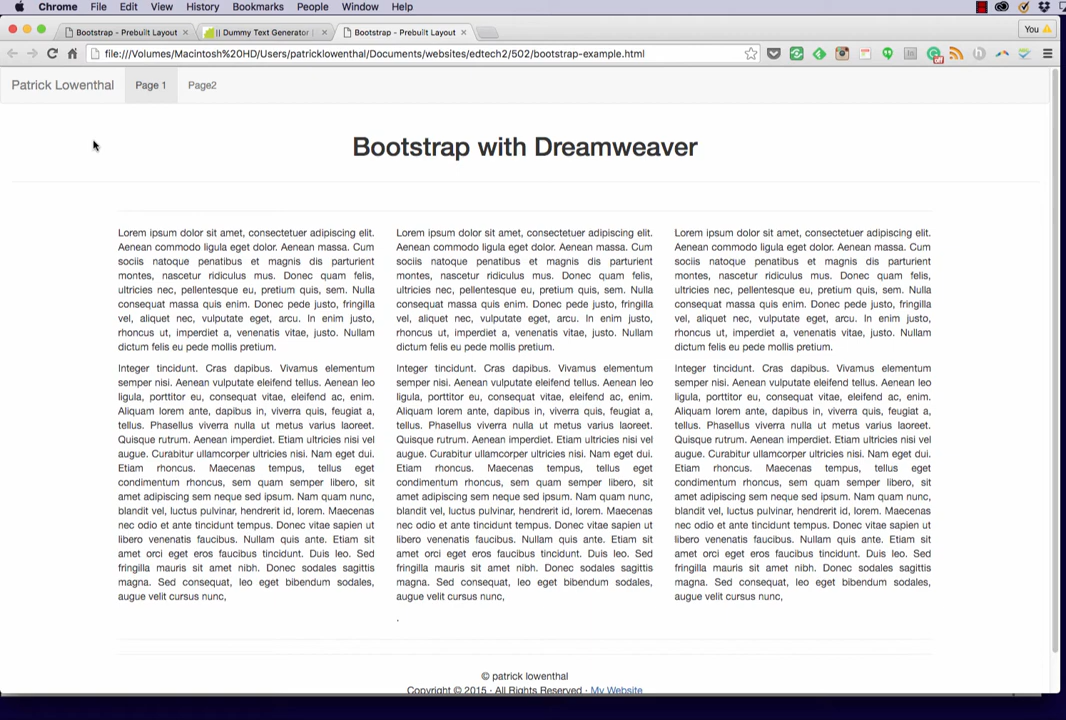 Chrome File Edit View History Bookmarks People Window Help
Bootstrap - Prebuilt Layout || Dummy Text Generator | Bootstrap - Prebuilt Layout You
file:///Volumes/Macintosh%20HD/Users/patricklowenthal/Documents/websites/edtech2/502/bootstrap-example.html
Patrick Lowenthal Page 1 Page2
Bootstrap with Dreamweaver
Lorem ipsum dolor sit amet, consectetuer adipiscing elit.
Aenean commodo ligula eget dolor. Aenean massa. Cum
sociis natoque penatibus et magnis dis parturient
montes, nascetur ridiculus mus. Donec quam felis,
ultricies nec, pellentesque eu, pretium quis, sem. Nulla
consequat massa quis enim. Donec pede justo, fringilla
vel, aliquet nec, vulputate eget, arcu. In enim justo,
rhoncus ut, imperdiet a, venenatis vitae, justo. Nullam
dictum felis eu pede mollis pretium.
Integer tincidunt. Cras dapibus. Vivamus elementum
semper nisi. Aenean vulputate eleifend tellus. Aenean leo
ligula, porttitor eu, consequat vitae, eleifend ac, enim.
Aliquam lorem ante, dapibus in, viverra quis, feugiat a,
tellus. Phasellus viverra nulla ut metus varius laoreet.
Quisque rutrum. Aenean imperdiet. Etiam ultricies nisi vel
augue. Curabitur ullamcorper ultricies nisi. Nam eget dui.
Etiam rhoncus. Maecenas tempus, tellus eget
condimentum rhoncus, sem quam semper libero, sit
amet adipiscing sem neque sed ipsum. Nam quam nunc,
blandit vel, luctus pulvinar, hendrerit id, lorem. Maecenas
nec odio et ante tincidunt tempus. Donec vitae sapien ut
libero venenatis faucibus. Nullam quis ante. Etiam sit
amet orci eget eros faucibus tincidunt. Duis leo. Sed
fringilla mauris sit amet nibh. Donec sodales sagittis
magna. Sed consequat, leo eget bibendum sodales,
augue velit cursus nunc,
Lorem ipsum dolor sit amet, consectetuer adipiscing elit.
Aenean commodo ligula eget dolor. Aenean massa. Cum
sociis natoque penatibus et magnis dis parturient
montes, nascetur ridiculus mus. Donec quam felis,
ultricies nec, pellentesque eu, pretium quis, sem. Nulla
consequat massa quis enim. Donec pede justo, fringilla
vel, aliquet nec, vulputate eget, arcu. In enim justo,
rhoncus ut, imperdiet a, venenatis vitae, justo. Nullam
dictum felis eu pede mollis pretium.
Integer tincidunt. Cras dapibus. Vivamus elementum
semper nisi. Aenean vulputate eleifend tellus. Aenean leo
ligula, porttitor eu, consequat vitae, eleifend ac, enim.
Aliquam lorem ante, dapibus in, viverra quis, feugiat a,
tellus. Phasellus viverra nulla ut metus varius laoreet.
Quisque rutrum. Aenean imperdiet. Etiam ultricies nisi vel
augue. Curabitur ullamcorper ultricies nisi. Nam eget dui.
Etiam rhoncus. Maecenas tempus, tellus eget
condimentum rhoncus, sem quam semper libero, sit
amet adipiscing sem neque sed ipsum. Nam quam nunc,
blandit vel, luctus pulvinar, hendrerit id, lorem. Maecenas
nec odio et ante tincidunt tempus. Donec vitae sapien ut
libero venenatis faucibus. Nullam quis ante. Etiam sit
amet orci eget eros faucibus tincidunt. Duis leo. Sed
fringilla mauris sit amet nibh. Donec sodales sagittis
magna. Sed consequat, leo eget bibendum sodales,
augue velit cursus nunc,
.
Lorem ipsum dolor sit amet, consectetuer adipiscing elit.
Aenean commodo ligula eget dolor. Aenean massa. Cum
sociis natoque penatibus et magnis dis parturient
montes, nascetur ridiculus mus. Donec quam felis,
ultricies nec, pellentesque eu, pretium quis, sem. Nulla
consequat massa quis enim. Donec pede justo, fringilla
vel, aliquet nec, vulputate eget, arcu. In enim justo,
rhoncus ut, imperdiet a, venenatis vitae, justo. Nullam
dictum felis eu pede mollis pretium.
Integer tincidunt. Cras dapibus. Vivamus elementum
semper nisi. Aenean vulputate eleifend tellus. Aenean leo
ligula, porttitor eu, consequat vitae, eleifend ac, enim.
Aliquam lorem ante, dapibus in, viverra quis, feugiat a,
tellus. Phasellus viverra nulla ut metus varius laoreet.
Quisque rutrum. Aenean imperdiet. Etiam ultricies nisi vel
augue. Curabitur ullamcorper ultricies nisi. Nam eget dui.
Etiam rhoncus. Maecenas tempus, tellus eget
condimentum rhoncus, sem quam semper libero, sit
amet adipiscing sem neque sed ipsum. Nam quam nunc,
blandit vel, luctus pulvinar, hendrerit id, lorem. Maecenas
nec odio et ante tincidunt tempus. Donec vitae sapien ut
libero venenatis faucibus. Nullam quis ante. Etiam sit
amet orci eget eros faucibus tincidunt. Duis leo. Sed
fringilla mauris sit amet nibh. Donec sodales sagittis
magna. Sed consequat, leo eget bibendum sodales,
augue velit cursus nunc,
© patrick lowenthal
Copyright © 2015 · All Rights Reserved · My Website